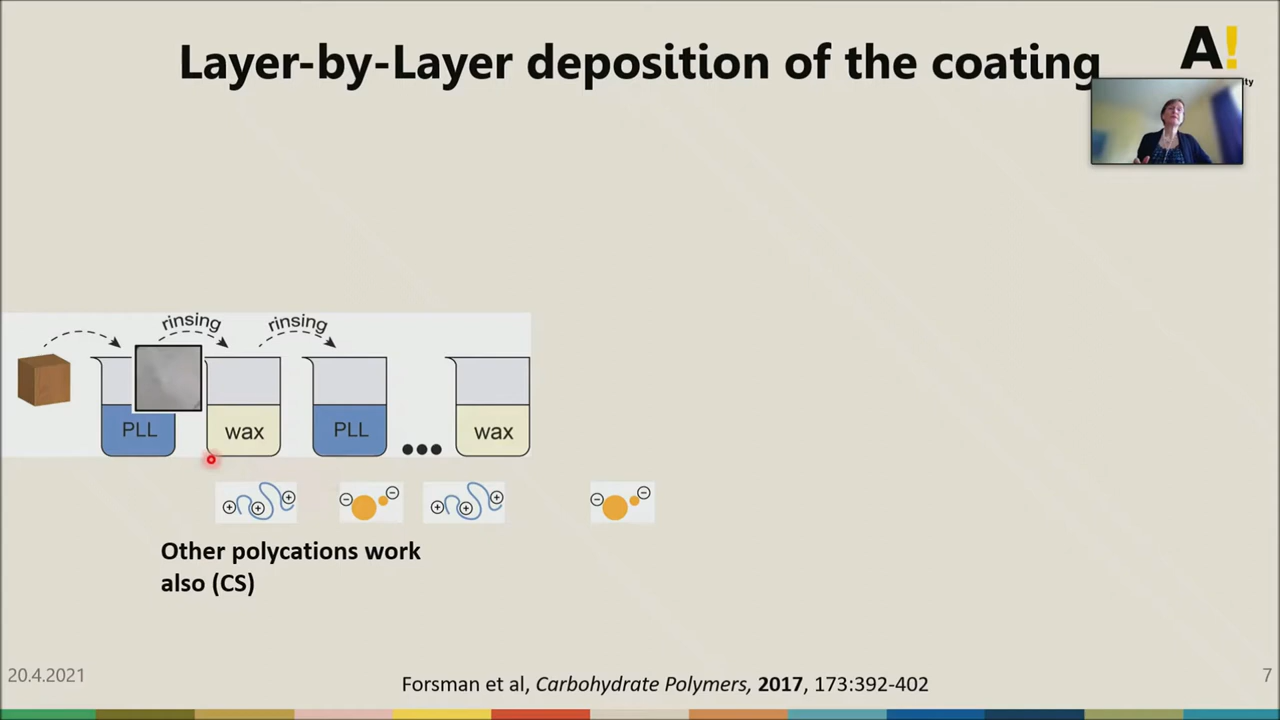 Layer-by-Layer deposition of the coating
A!
ity
rinsing
rinsing
PLL
wax
PLL
wax
Other polycations work
also (CS)
20.4.2021
Forsman et al, Carbohydrate Polymers, 2017, 173:392-402
7